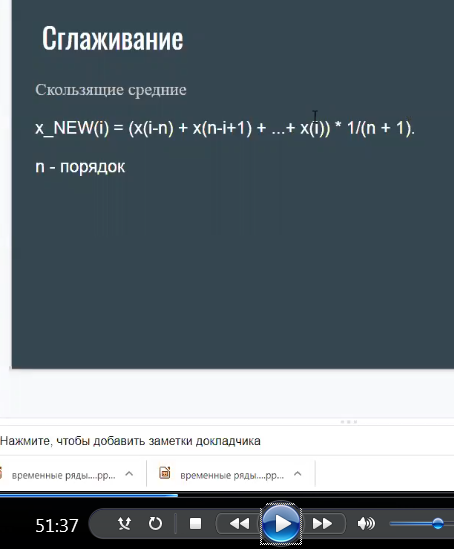 Сглаживание
Скользящие средние
x_NEW(i) = (x(i-n) + x(n-i+1) + ...+ x(i)) * 1/(n + 1).
n - порядок
Нажмите, чтобы добавить заметки докладчика
временные ряды....pp... временные ряды....pp...
51:37